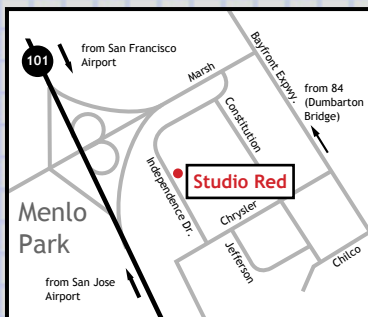 101
from San Francisco
Airport
Marsh
Bayfront Expwy.
from 84
(Dumbarton
Bridge)
Constitution
Independence Dr.
Studio Red
Chrysler
Menlo
Park
Jefferson
Chilco
from San Jose
Airport